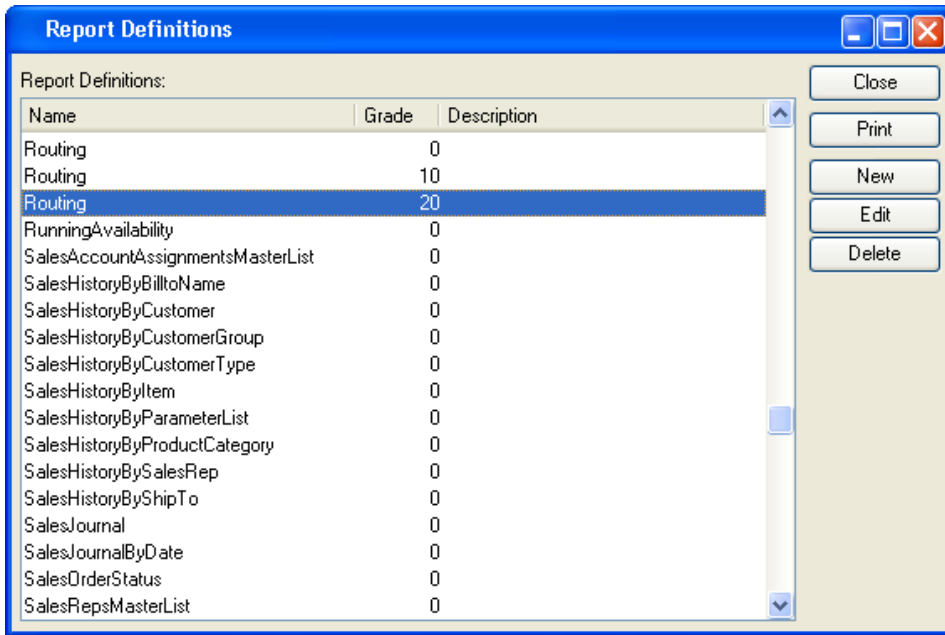 Report Definitions
Report Definitions:
Close
Name Grade Description
Print
Routing 0
Routing 10
New
Routing 20
Edit
RunningAvailability 0
Delete
SalesAccountAssignmentsMasterList 0
SalesHistoryByBilltoName 0
SalesHistoryByCustomer 0
SalesHistoryByCustomerGroup 0
SalesHistoryByCustomerType 0
SalesHistoryByItem 0
SalesHistoryByParameterList 0
SalesHistoryByProductCategory 0
SalesHistoryBySalesRep 0
SalesHistoryByShipTo 0
SalesJournal 0
SalesJournalByDate 0
SalesOrderStatus 0
SalesRepsMasterList 0